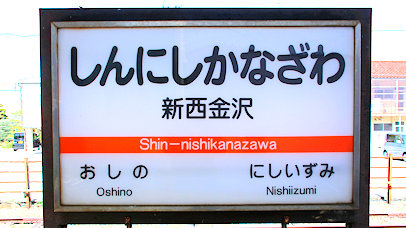 しんにしかなざわ
新西金沢
Shin－nishikanazawa
おしの にしいずみ
Oshino Nishiizumi